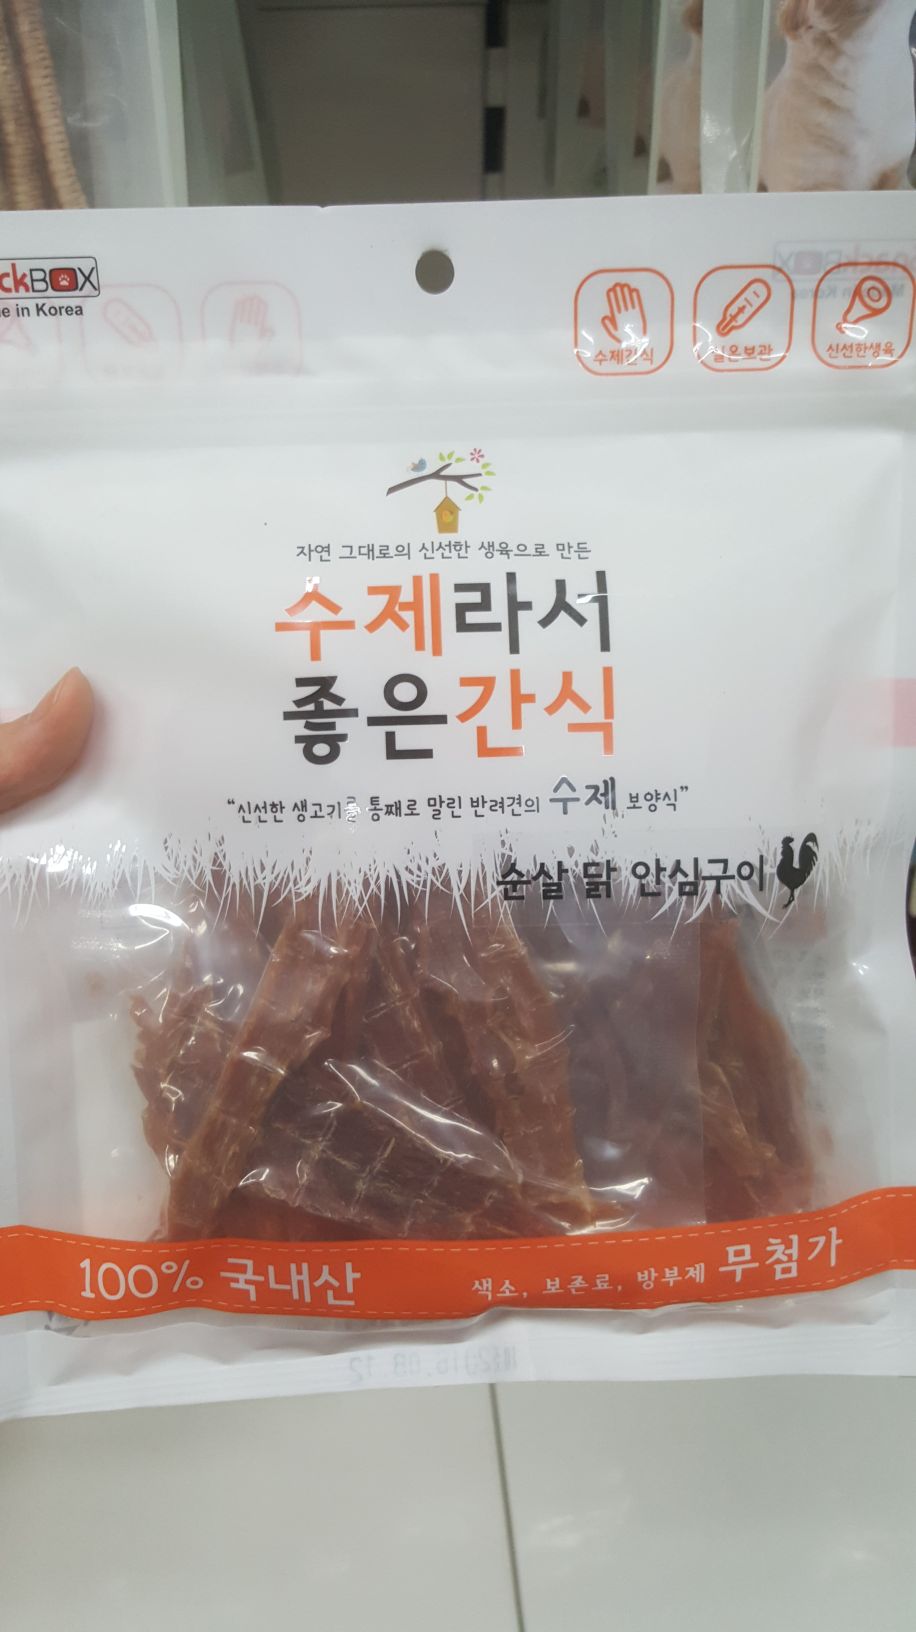 ckBOX
e in Korea
수제간식
실온보관
신선한생육
자연 그대로의 신선한 생육으로 만든
수제라서
좋은간식
“신선한 생고기를 통째로 말린 반려견의 수제 보양식”
순살 닭 안심구이
100% 국내산
색소, 보존료, 방부제 무첨가